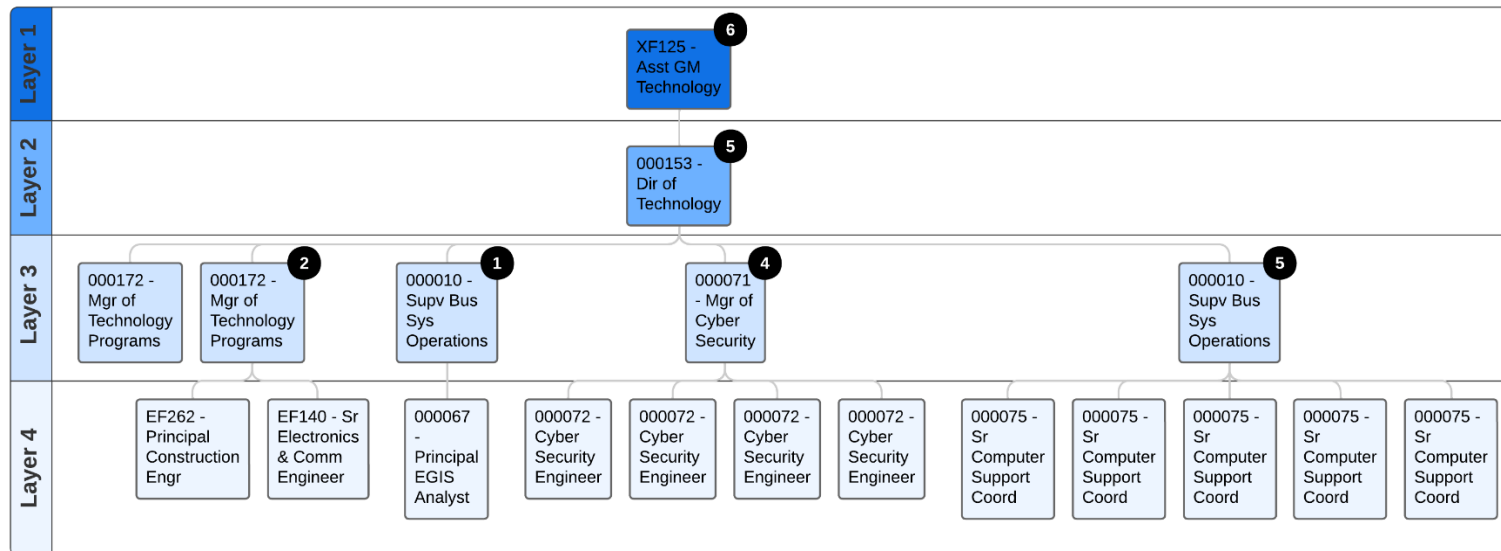 Layer 1
6
XF125 -
Asst GM
Technology
Layer 2
5
000153 -
Dir of
Technology
Layer 3
000172 -
Mgr of
Technology
Programs
2
000172 -
Mgr of
Technology
Programs
1
000010 -
Supv Bus
Sys
Operations
4
000071
- Mgr of
Cyber
Security
5
000010 -
Supv Bus
Sys
Operations
Layer 4
EF262 -
Principal
Construction
Engr
EF140 - Sr
Electronics
& Comm
Engineer
000067
-
Principal
EGIS
Analyst
000072 -
Cyber
Security
Engineer
000072 -
Cyber
Security
Engineer
000072 -
Cyber
Security
Engineer
000072 -
Cyber
Security
Engineer
000075 -
Sr
Computer
Support
Coord
000075 -
Sr
Computer
Support
Coord
000075 -
Sr
Computer
Support
Coord
000075 -
Sr
Computer
Support
Coord
000075 -
Sr
Computer
Support
Coord